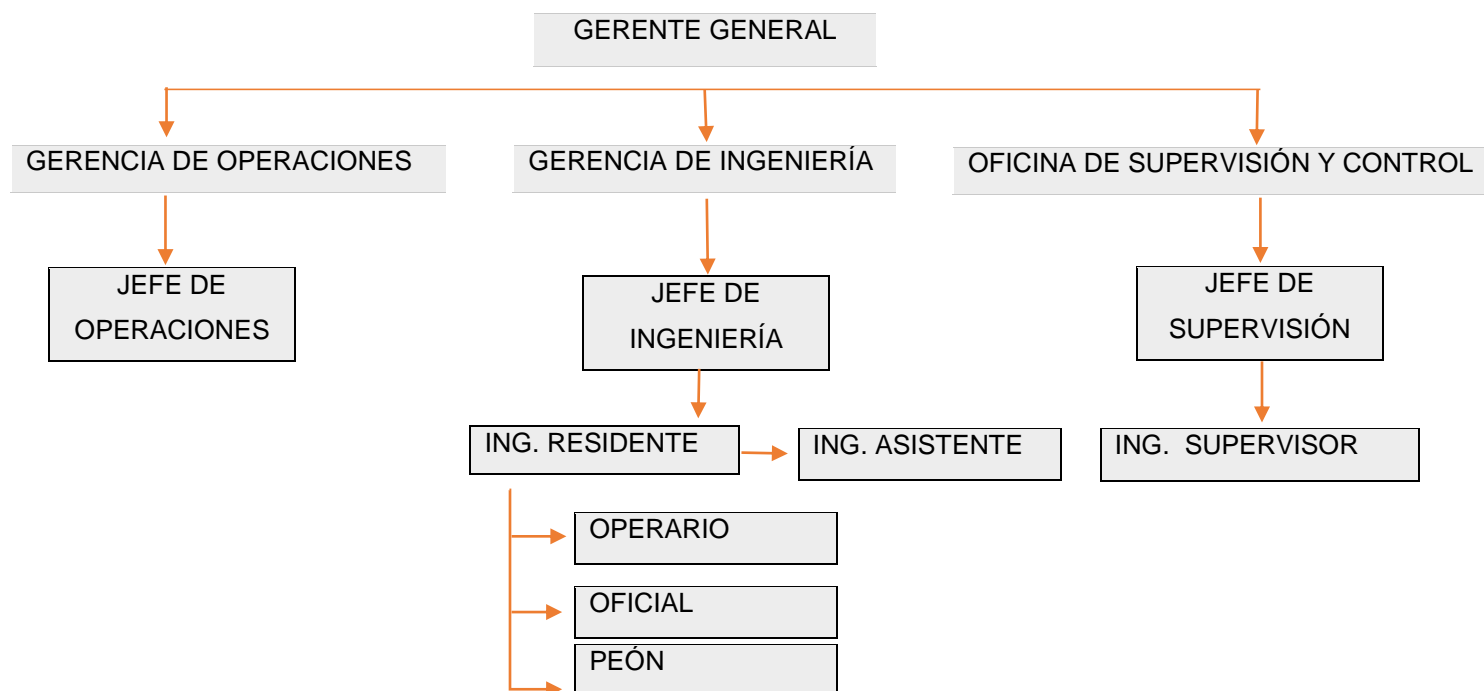 GERENTE GENERAL
GERENCIA DE OPERACIONES
GERENCIA DE INGENIERÍA
OFICINA DE SUPERVISIÓN Y CONTROL
JEFE DE
OPERACIONES
JEFE DE
INGENIERÍA
JEFE DE
SUPERVISIÓN
ING. RESIDENTE
ING. ASISTENTE
ING.  SUPERVISOR
OPERARIO
OFICIAL
PEÓN